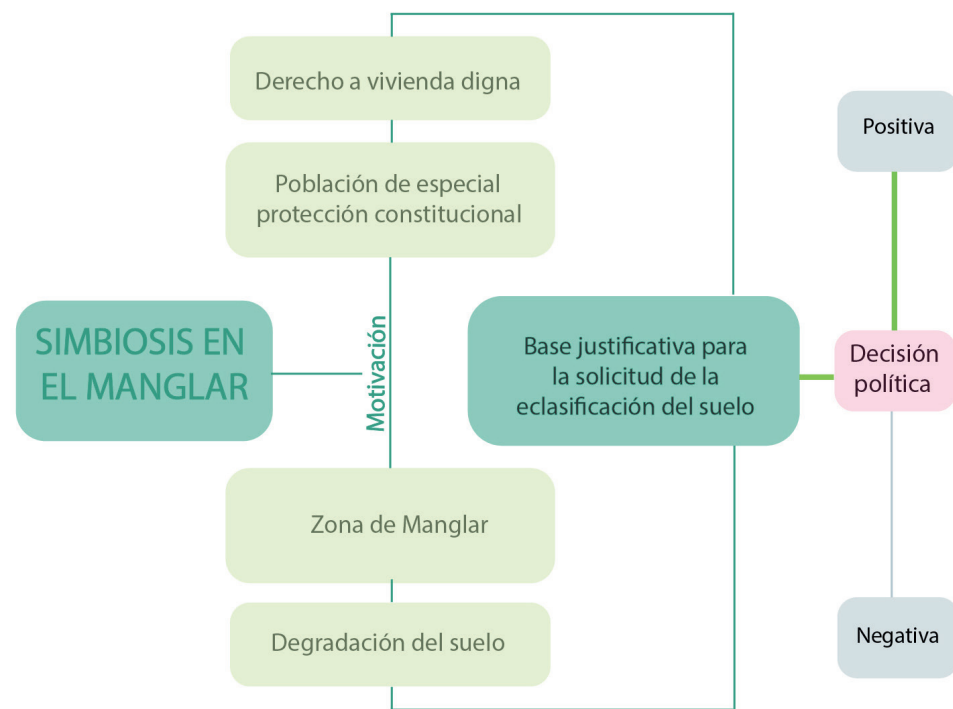 Derecho a vivienda digna
Población de especial
protección constitucional
SIMBIOSIS EN
EL MANGLAR
Motivación
Zona de Manglar
Degradación del suelo
Base justificativa para
la solicitud de la
eclasificación del suelo
Decisión
política
Positiva
Negativa